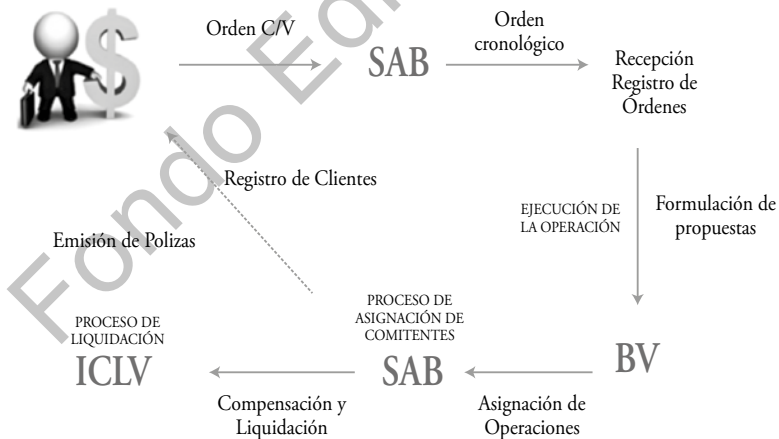 Orden C/V
SAB
Orden
cronológico
Recepción
Registro de
Órdenes
Registro de Clientes
EJECUCIÓN DE
LA OPERACIÓN
Formulación de
propuestas
Emisión de Polizas
PROCESO DE
LIQUIDACIÓN
ICLV
PROCESO DE
ASIGNACIÓN DE
COMITENTES
SAB
BV
Compensación y
Liquidación
Asignación de
Operaciones
Fondo Edi